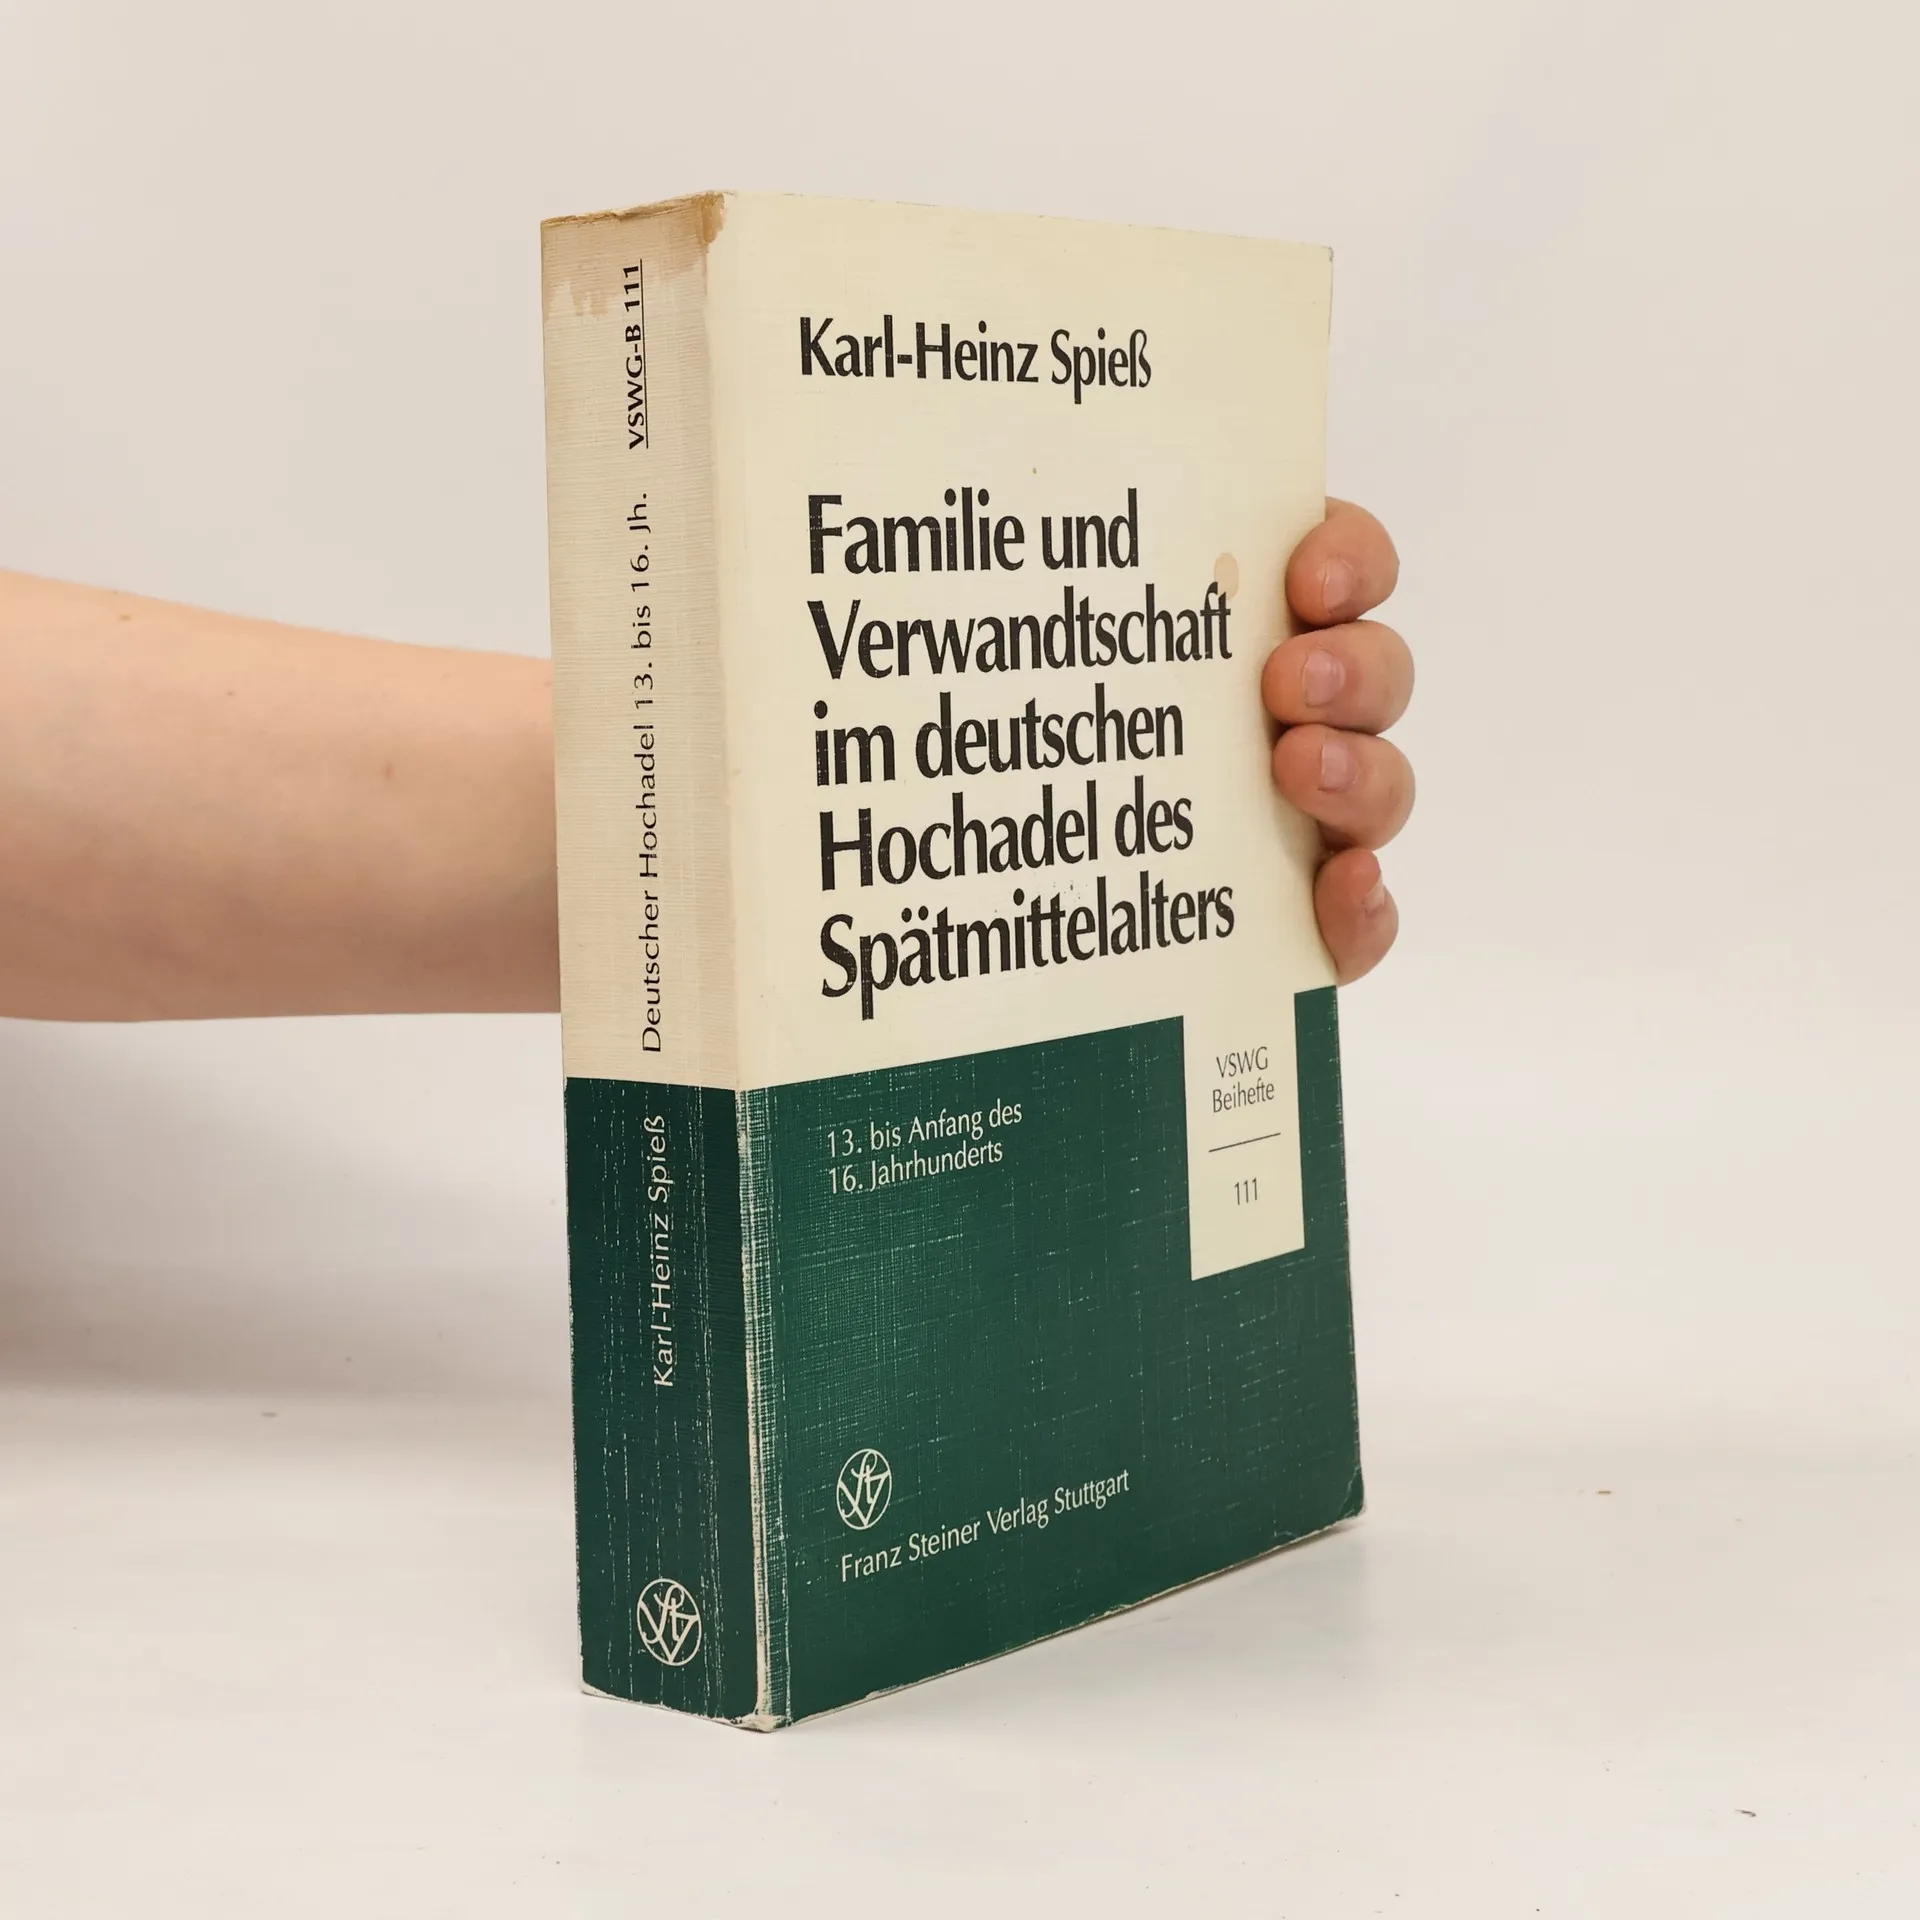 Karl-Heinz Spieß
Familie und
Verwandtschaft
im deutschen
Hochadel des
Spätmittelalters
13. bis Anfang des
16. Jahrhunderts
VSWG
Beihefte
111
Franz Steiner Verlag Stuttgart
Karl-Heinz Spieß
Deutscher Hochadel 13. bis 16. Jh.
VSWG-B 111